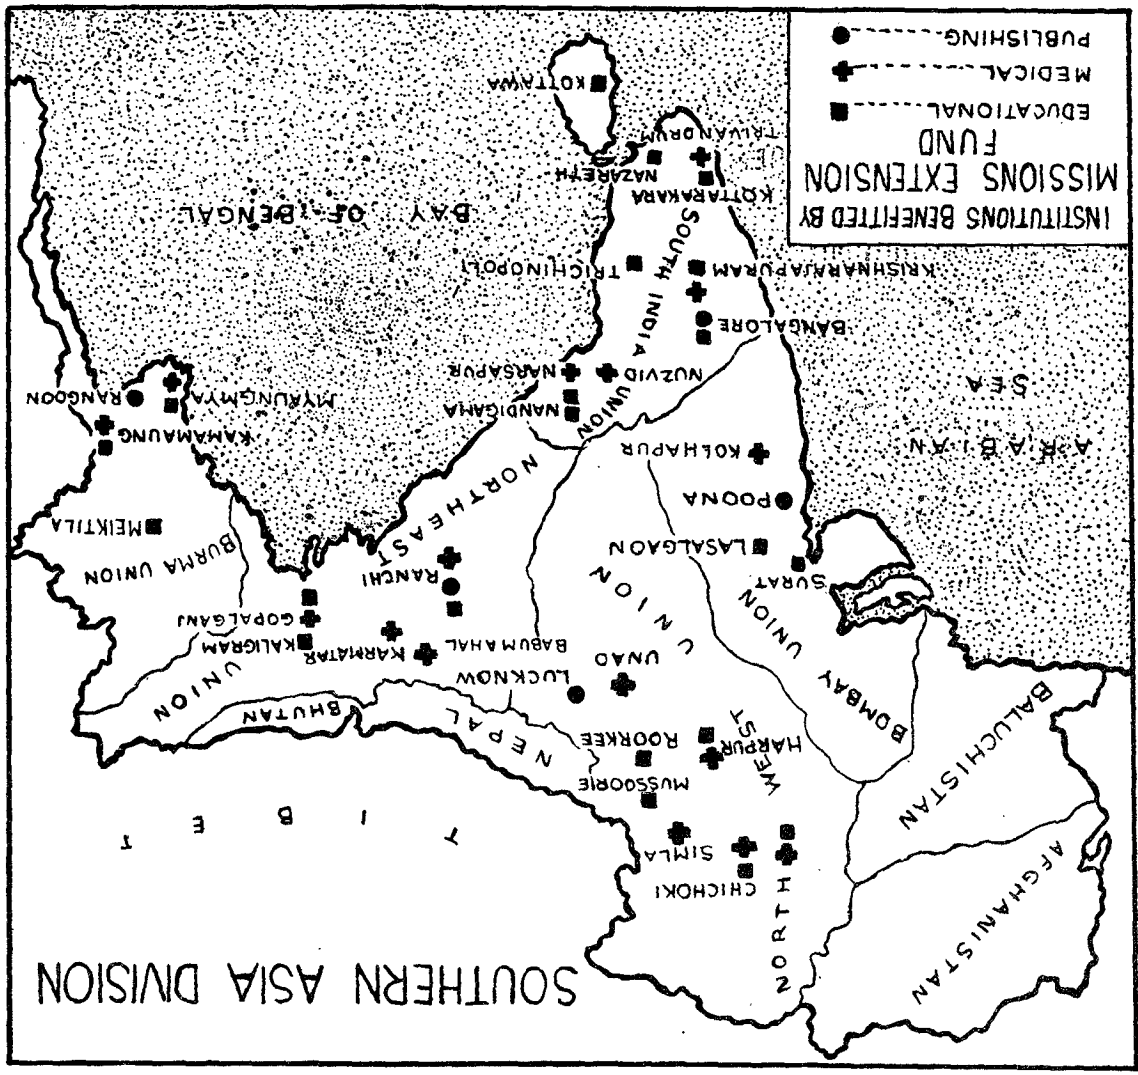 SOUTHERN ASIA DIVISION
AFGHANISTAN
BALUCHISTAN
TIBET
NORTH WEST UNION
CHICHOKI
SIMLA
MUSSOORIE
ROORKEE
HARPUR
NEPAL
BHUTAN
BOMBAY UNION
UNAO
LUCKNOW
BABUMAHAL
KARMATAR
KALIGRAM
GOPALGANJ
NORTHEAST UNION
RANCHI
BURMA UNION
SURAT
LASALGAON
MEIKTILA
POONA
KOLHAPUR
ARABIAN
SEA
KAMAMAUNG
MYAUNGMYA
RANGOON
NANDIGAMA
NUZVID
NARSAPUR
SOUTH INDIA UNION
BANGALORE
KRISHNARAJAPURAM
TRICHINOPOLI
BAY OF BENGAL
KOTTARAKARA
NAZARETH
TRIVANDRUM
KOTTAWA
INSTITUTIONS BENEFITTED BY
MISSIONS EXTENSION
FUND
EDUCATIONAL
MEDICAL
PUBLISHING